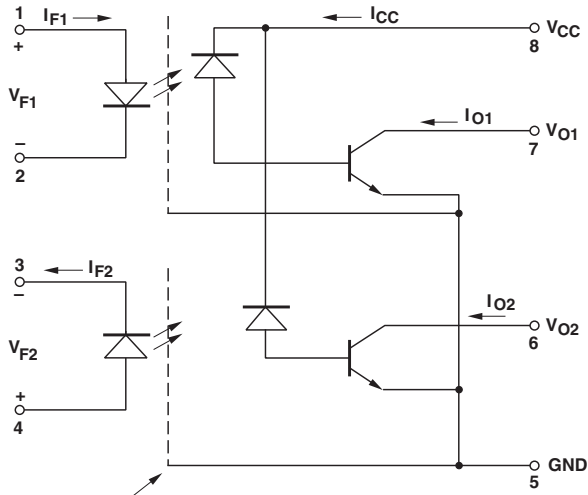 1
I_F1
+
V_F1
–
2
3
I_F2
–
V_F2
+
4
I_CC
V_CC
8
I_O1
V_O1
7
I_O2
V_O2
6
GND
5